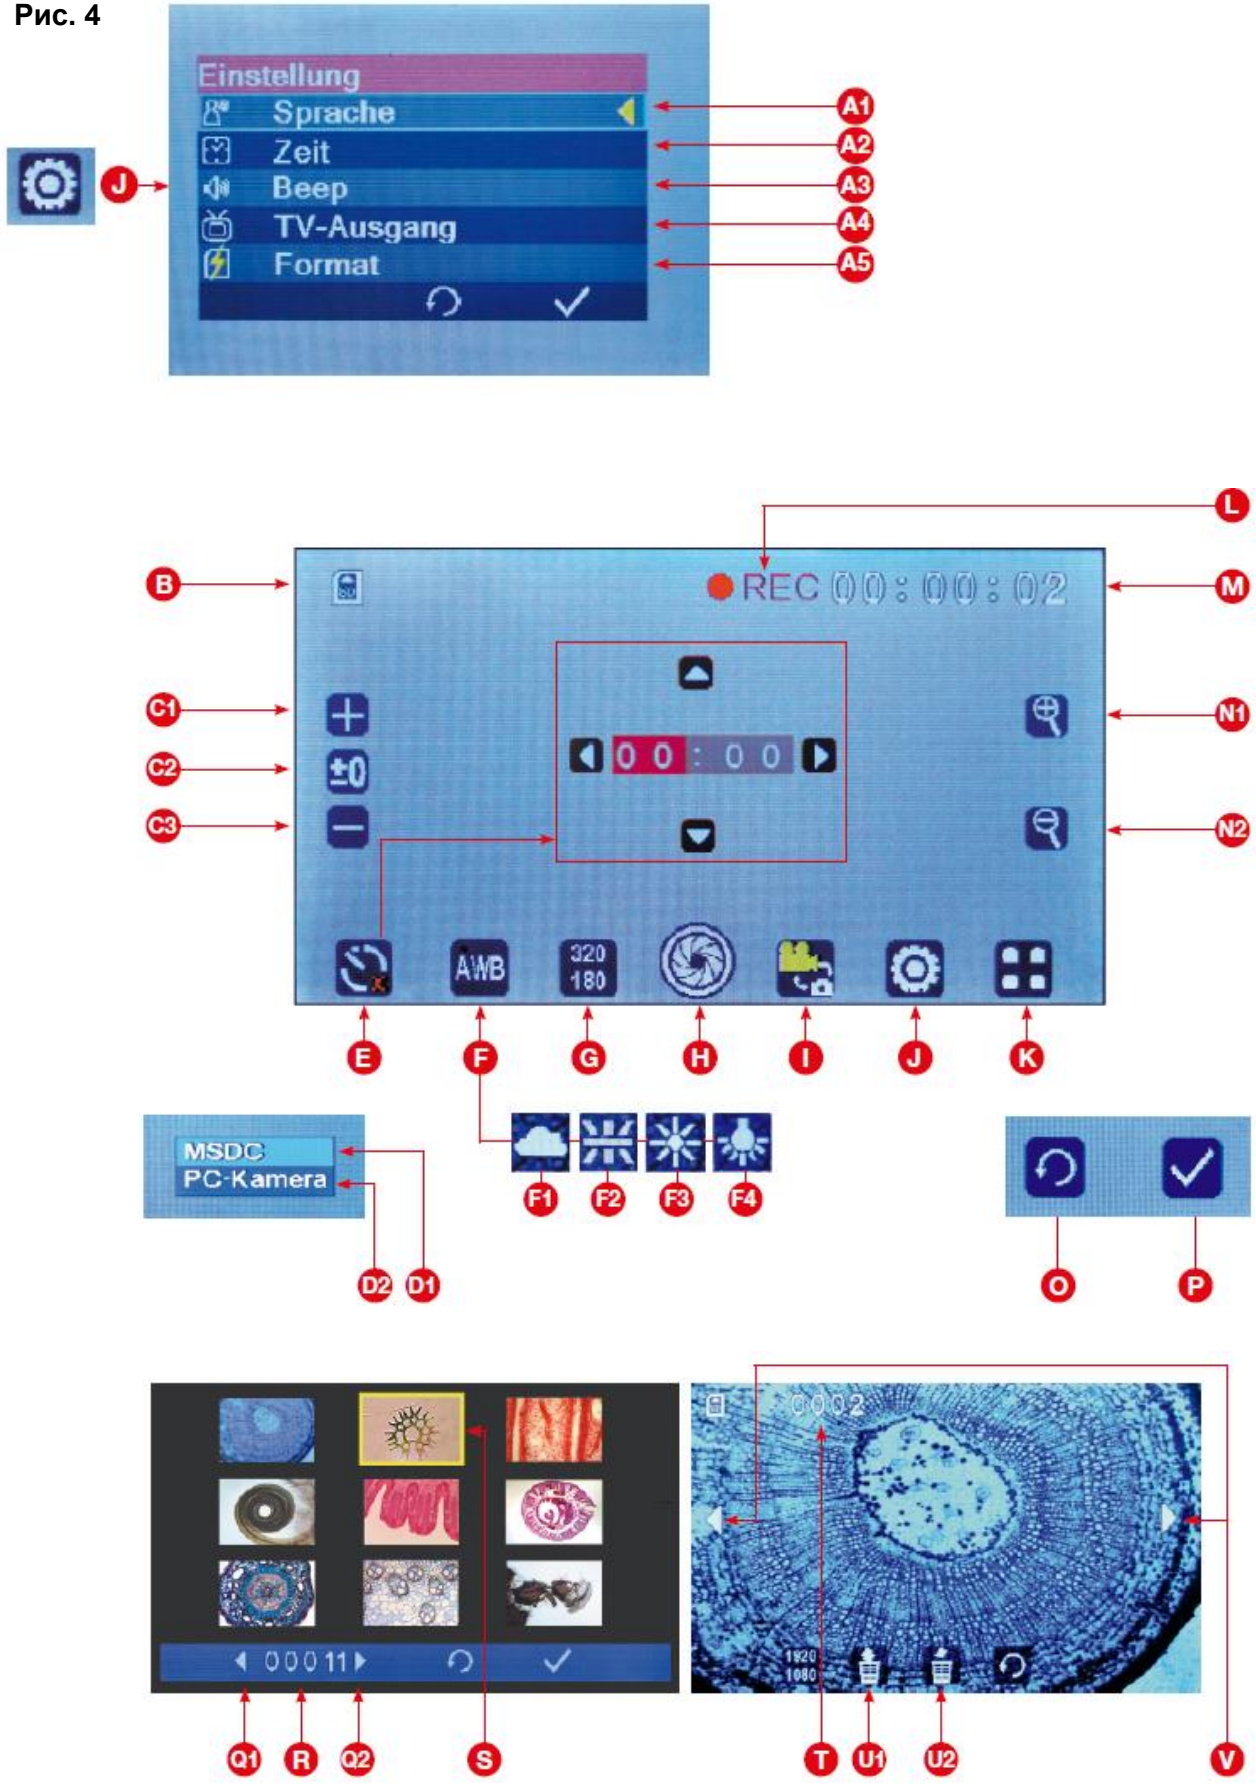 Рис. 4
Einstellung
Sprache
A1
Zeit
A2
J
Beep
A3
TV-Ausgang
A4
Format
A5
L
B
SD
REC 00:00:02
M
C1
N1
C2
±0
00:00
C3
N2
AWB
320
180
E
F
G
H
I
J
K
MSDC
PC-Kamera
F1
F2
F3
F4
D2
D1
O
P
0002
00011
1920
1080
Q1
R
Q2
S
T
U1
U2
V